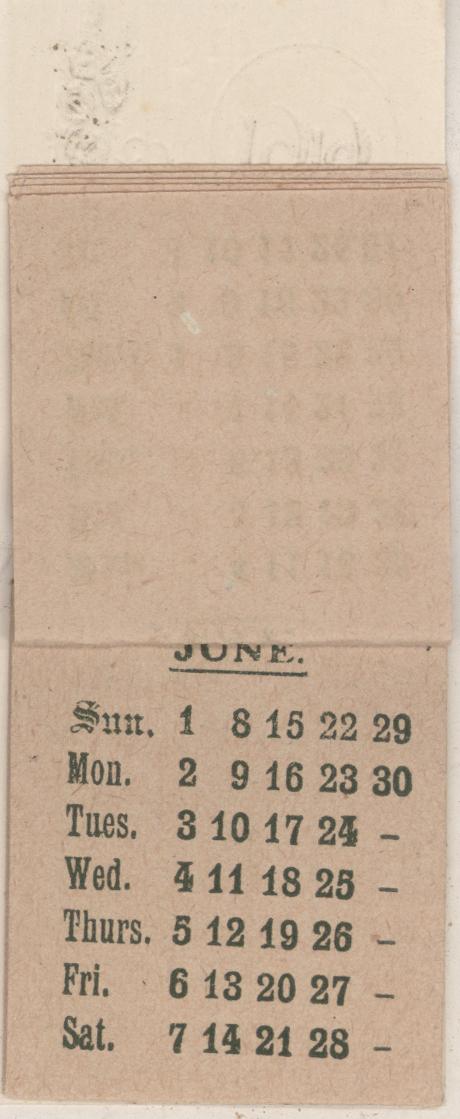 JUNE.
Sun. 1 8 15 22 29
Mon. 2 9 16 23 30
Tues. 3 10 17 24 –
Wed. 4 11 18 25 –
Thurs. 5 12 19 26 –
Fri. 6 13 20 27 –
Sat. 7 14 21 28 –